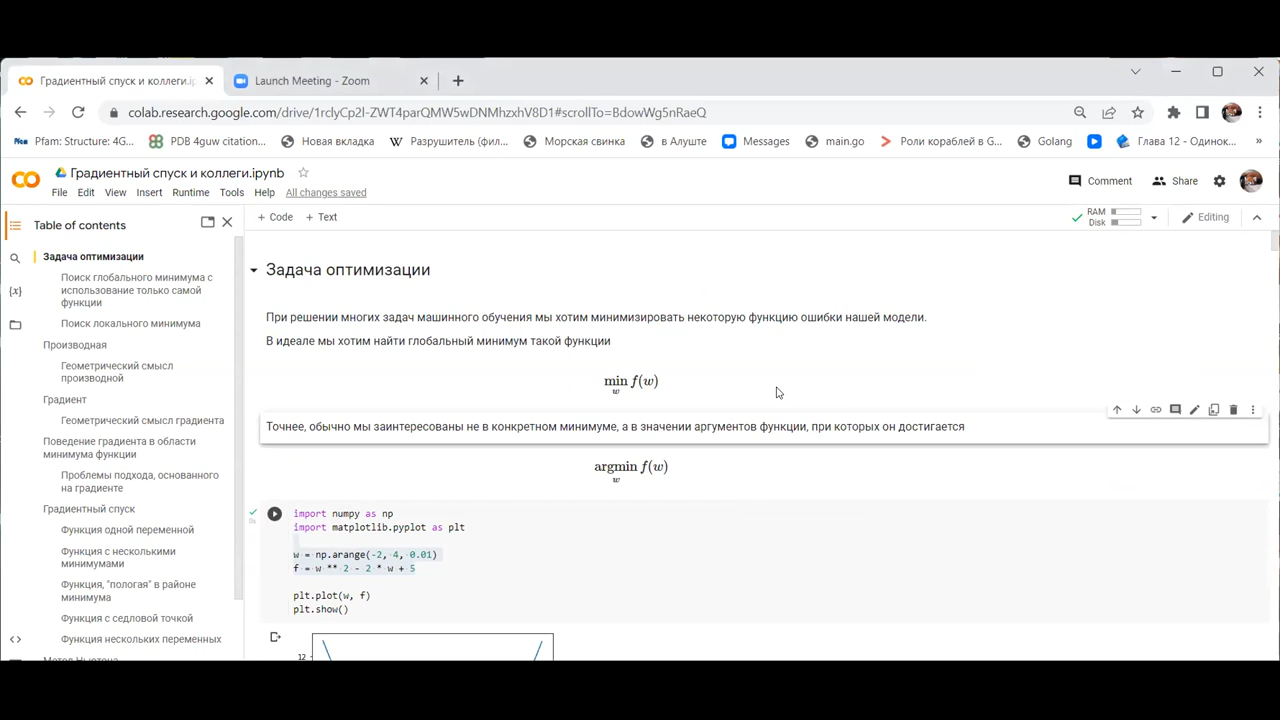 Градиентный спуск и коллеги.ip
Launch Meeting - Zoom
colab.research.google.com/drive/1rclyCp2l-ZWT4parQMW5wDNMhzxhV8D1#scrollTo=BdowWg5nRaeQ
Pfam: Structure: 4G...
PDB 4guw citation...
Новая вкладка
Разрушитель (фил...
Морская свинка
в Алуште
Messages
main.go
Роли кораблей в G...
Golang
Глава 12 - Одинок...
»
Градиентный спуск и коллеги.ipynb
File Edit View Insert Runtime Tools Help All changes saved
Comment
Share
Table of contents
+ Code + Text
RAM
Disk
Editing
Задача оптимизации
Поиск глобального минимума с
использование только самой
функции
Поиск локального минимума
Производная
Геометрический смысл
производной
Градиент
Геометрический смысл градиента
Поведение градиента в области
минимума функции
Проблемы подхода, основанного
на градиенте
Градиентный спуск
Функция одной переменной
Функция с несколькими
минимумами
Функция, "пологая" в районе
минимума
Функция с седловой точкой
Функция нескольких переменных
Метод Ньютона
{x}
Задача оптимизации
При решении многих задач машинного обучения мы хотим минимизировать некоторую функцию ошибки нашей модели.
В идеале мы хотим найти глобальный минимум такой функции
min f(w)
w
Точнее, обычно мы заинтересованы не в конкретном минимуме, а в значении аргументов функции, при которых он достигается
argmin f(w)
w
0s
import numpy as np
import matplotlib.pyplot as plt
w = np.arange(-2, 4, 0.01)
f = w ** 2 - 2 * w + 5
plt.plot(w, f)
plt.show()
12